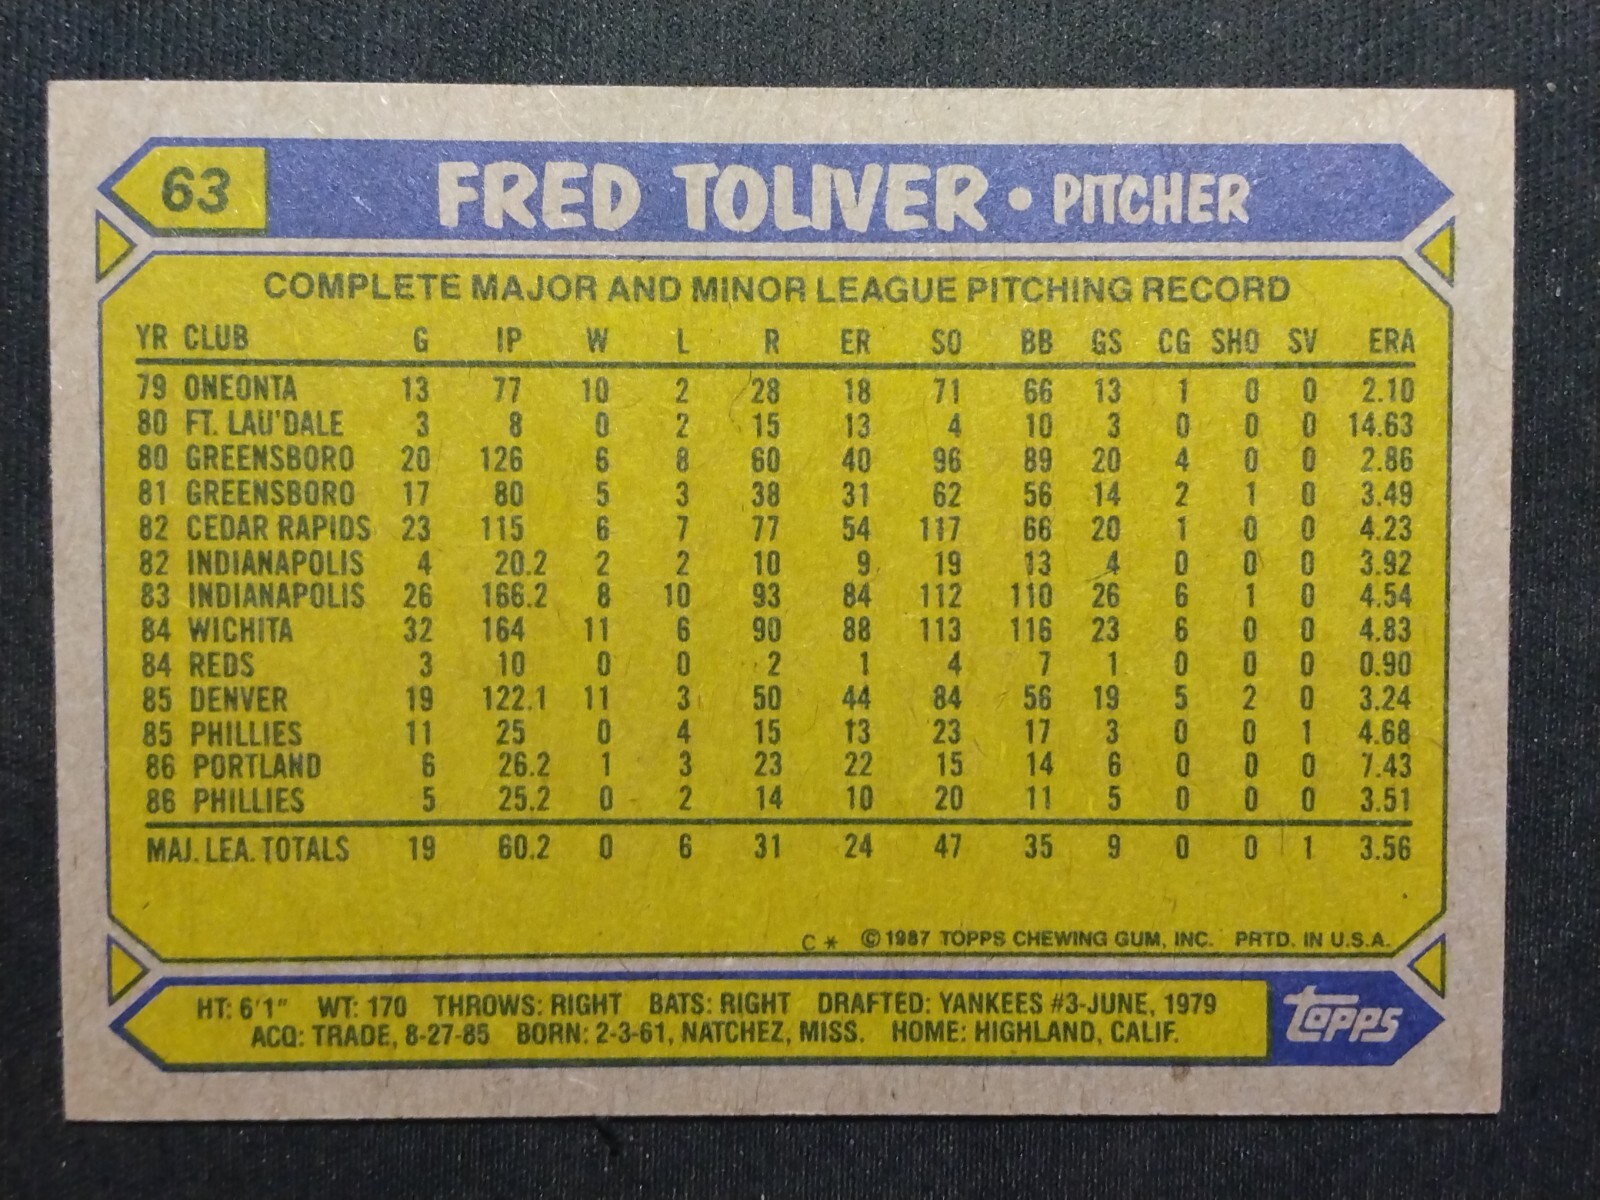 63 FRED TOLIVER • PITCHER
COMPLETE MAJOR AND MINOR LEAGUE PITCHING RECORD
YR CLUB G IP W L R ER SO BB GS CG SHO SV ERA
79 ONEONTA 13 77 10 2 28 18 71 66 13 1 0 0 2.10
80 FT. LAU'DALE 3 8 0 2 15 13 4 10 3 0 0 0 14.63
80 GREENSBORO 20 126 6 8 60 40 96 89 20 4 0 0 2.86
81 GREENSBORO 17 80 5 3 38 31 62 56 14 2 1 0 3.49
82 CEDAR RAPIDS 23 115 6 7 77 54 117 66 20 1 0 0 4.23
82 INDIANAPOLIS 4 20.2 2 2 10 9 19 13 4 0 0 0 3.92
83 INDIANAPOLIS 26 166.2 8 10 93 84 112 110 26 6 1 0 4.54
84 WICHITA 32 164 11 6 90 88 113 116 23 6 0 0 4.83
84 REDS 3 10 0 0 2 1 4 7 1 0 0 0 0.90
85 DENVER 19 122.1 11 3 50 44 84 56 19 5 2 0 3.24
85 PHILLIES 11 25 0 4 15 13 23 17 3 0 0 1 4.68
86 PORTLAND 6 26.2 1 3 23 22 15 14 6 0 0 0 7.43
86 PHILLIES 5 25.2 0 2 14 10 20 11 5 0 0 0 3.51
MAJ. LEA. TOTALS 19 60.2 0 6 31 24 47 35 9 0 0 1 3.56
C* © 1987 TOPPS CHEWING GUM, INC. PRTD. IN U.S.A.
HT: 6'1" WT: 170 THROWS: RIGHT BATS: RIGHT DRAFTED: YANKEES #3-JUNE, 1979
ACQ: TRADE, 8-27-85 BORN: 2-3-61, NATCHEZ, MISS. HOME: HIGHLAND, CALIF.
topps